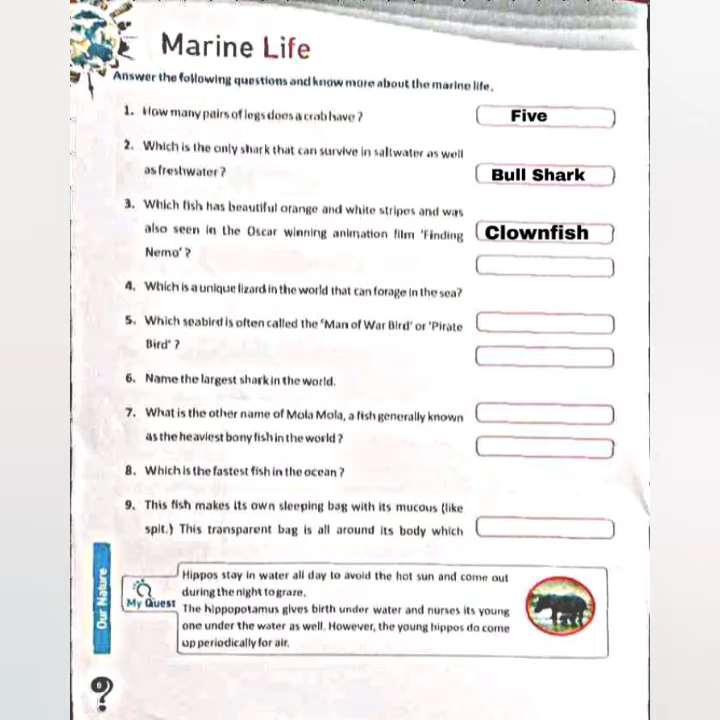 Marine Life
Answer the following questions and know more about the marine life.
1. How many pairs of legs does a crab have ?
Five
2. Which is the only shark that can survive in saltwater as well
as freshwater ?
Bull Shark
3. Which fish has beautiful orange and white stripes and was
also seen in the Oscar winning animation film 'Finding
Nemo' ?
Clownfish
4. Which is a unique lizard in the world that can forage in the sea?
5. Which seabird is often called the 'Man of War Bird' or 'Pirate
Bird' ?
6. Name the largest shark in the world.
7. What is the other name of Mola Mola, a fish generally known
as the heaviest bony fish in the world ?
8. Which is the fastest fish in the ocean ?
9. This fish makes its own sleeping bag with its mucous (like
spit.) This transparent bag is all around its body which
Our Nature
My Quest
Hippos stay in water all day to avoid the hot sun and come out
during the night to graze.
The hippopotamus gives birth under water and nurses its young
one under the water as well. However, the young hippos do come
up periodically for air.